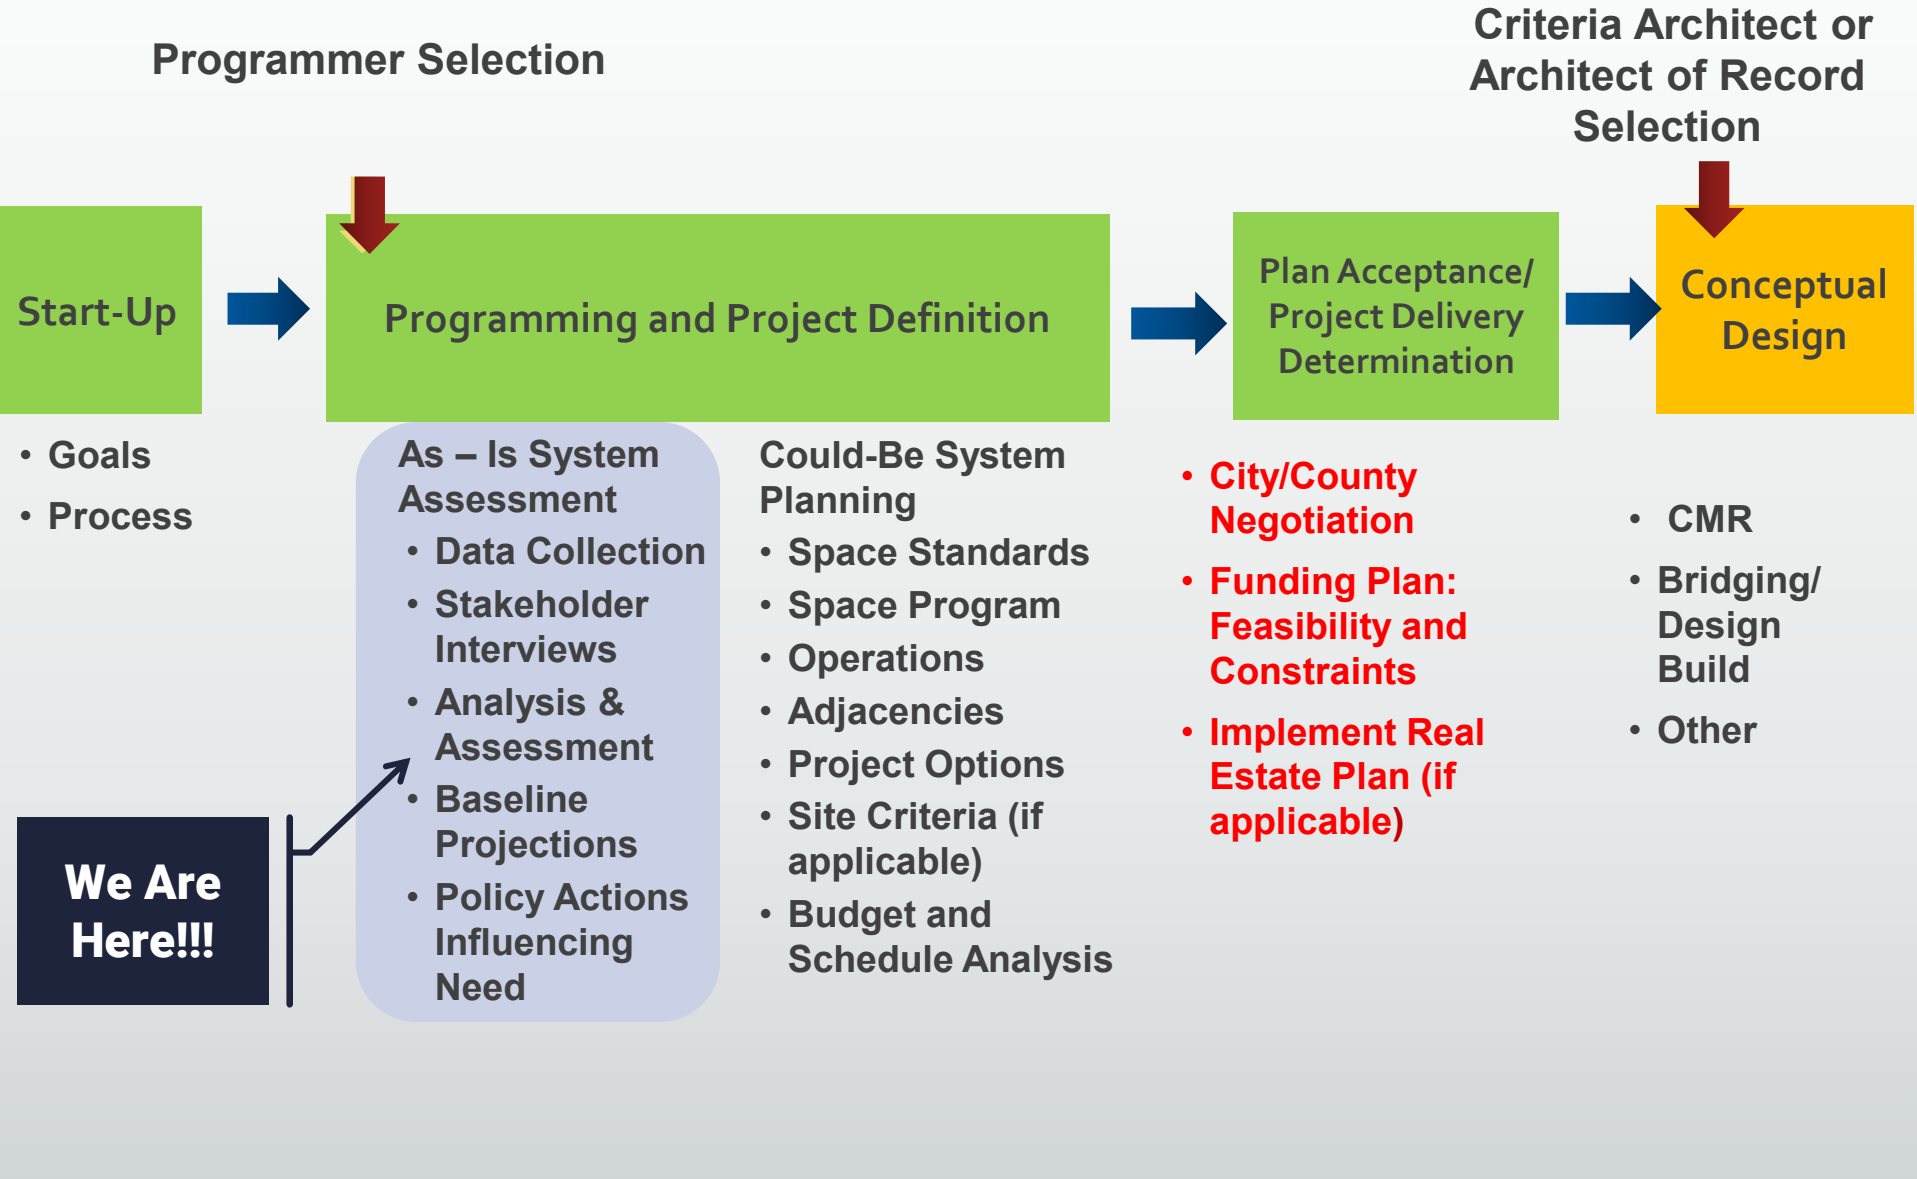 Programmer Selection
Criteria Architect or
Architect of Record
Selection
Start-Up
Programming and Project Definition
Plan Acceptance/
Project Delivery
Determination
Conceptual
Design
• Goals
• Process
As – Is System
Assessment
• Data Collection
• Stakeholder
Interviews
• Analysis &
Assessment
• Baseline
Projections
• Policy Actions
Influencing
Need
Could-Be System
Planning
• Space Standards
• Space Program
• Operations
• Adjacencies
• Project Options
• Site Criteria (if
applicable)
• Budget and
Schedule Analysis
• City/County
Negotiation
• Funding Plan:
Feasibility and
Constraints
• Implement Real
Estate Plan (if
applicable)
• CMR
• Bridging/
Design
Build
• Other
We Are
Here!!!